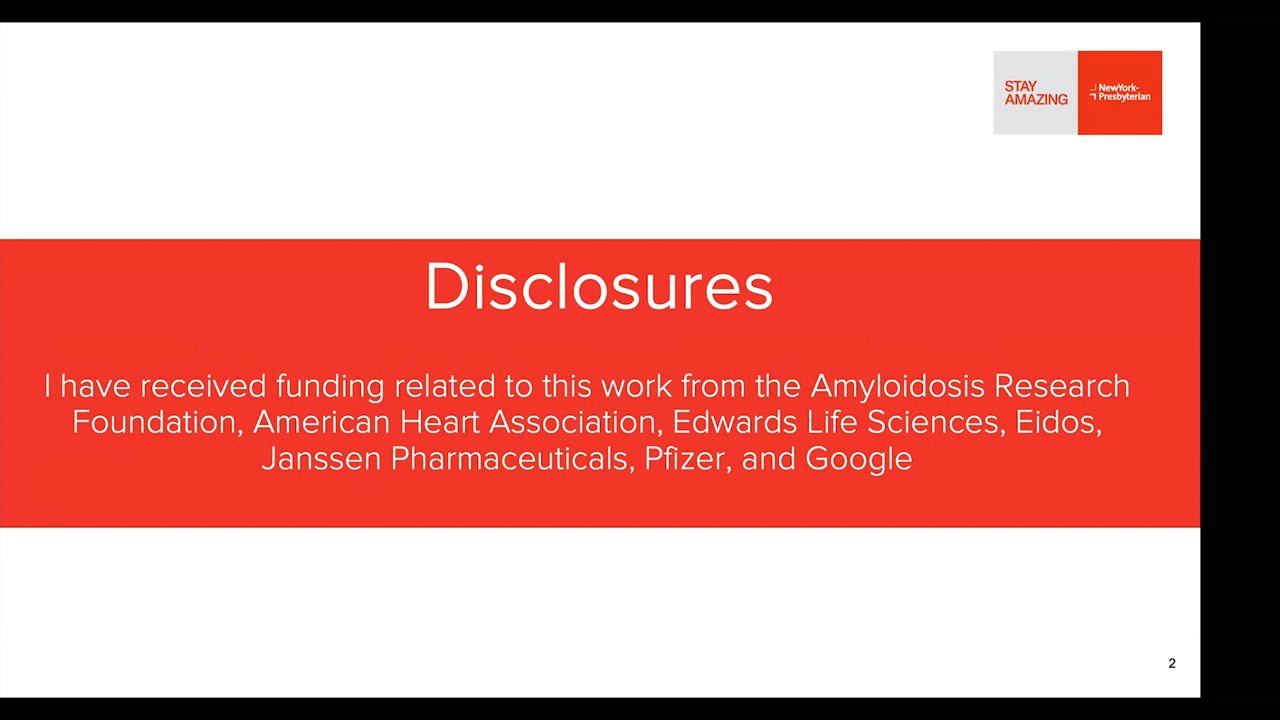 STAY
AMAZING
NewYork-
Presbyterian
Disclosures
I have received funding related to this work from the Amyloidosis Research
Foundation, American Heart Association, Edwards Life Sciences, Eidos,
Janssen Pharmaceuticals, Pfizer, and Google
2